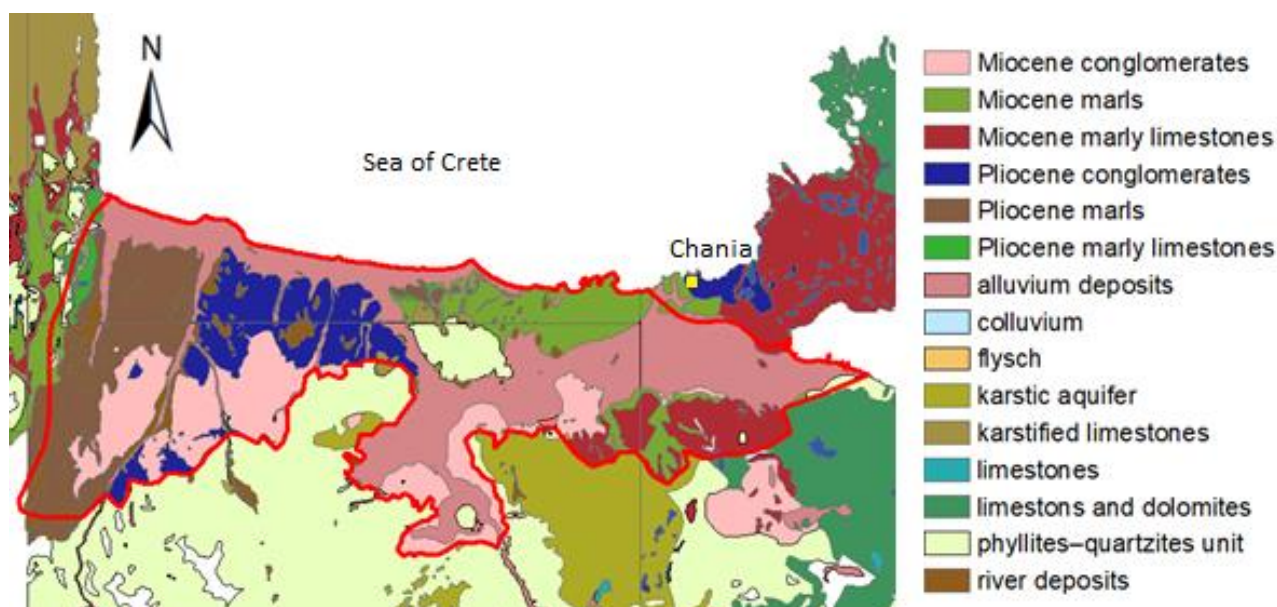 N
Sea of Crete
Chania
Miocene conglomerates
Miocene marls
Miocene marly limestones
Pliocene conglomerates
Pliocene marls
Pliocene marly limestones
alluvium deposits
colluvium
flysch
karstic aquifer
karstified limestones
limestones
limestons and dolomites
phyllites–quartzites unit
river deposits